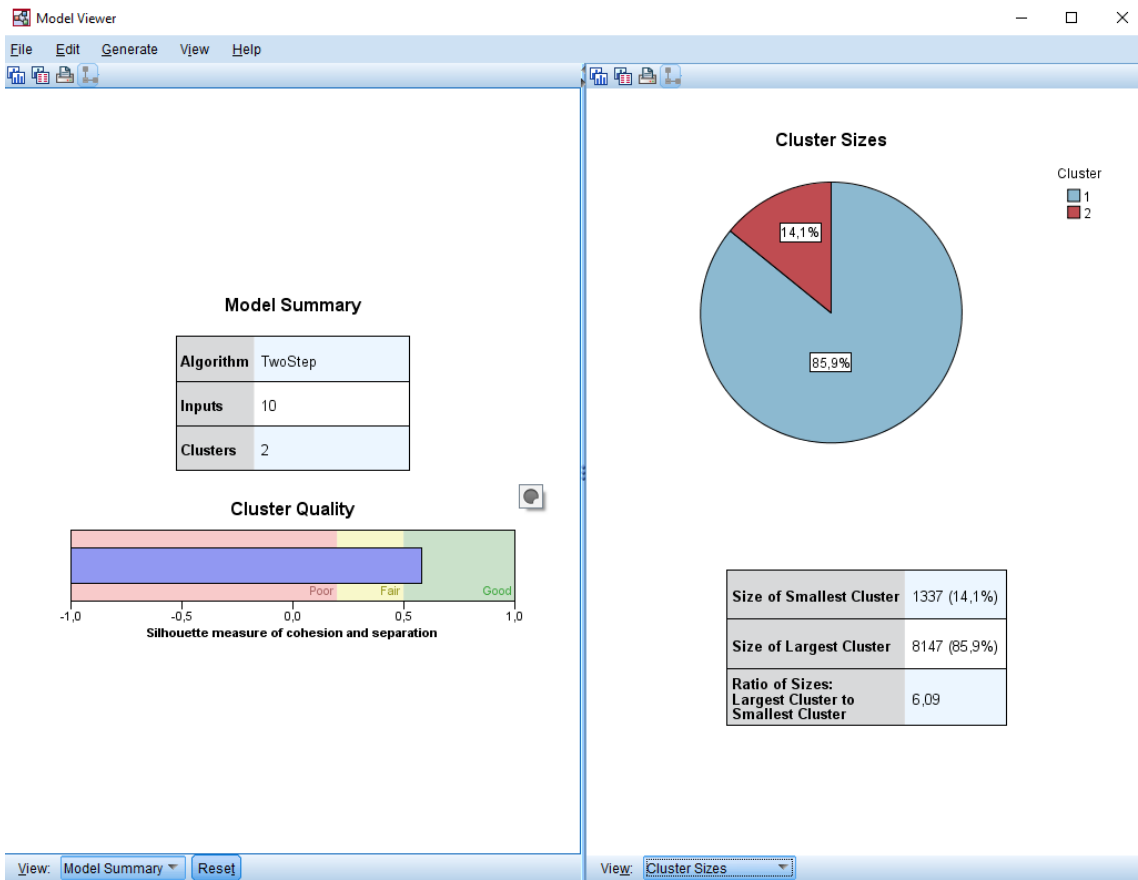 Model Viewer
File Edit Generate View Help
Model Summary
Algorithm TwoStep
Inputs 10
Clusters 2
Cluster Quality
Poor Fair Good
-1,0 -0,5 0,0 0,5 1,0
Silhouette measure of cohesion and separation
View: Model Summary Reset
Cluster Sizes
Cluster
1
2
14,1%
85,9%
Size of Smallest Cluster 1337 (14,1%)
Size of Largest Cluster 8147 (85,9%)
Ratio of Sizes:
Largest Cluster to
Smallest Cluster 6,09
View: Cluster Sizes